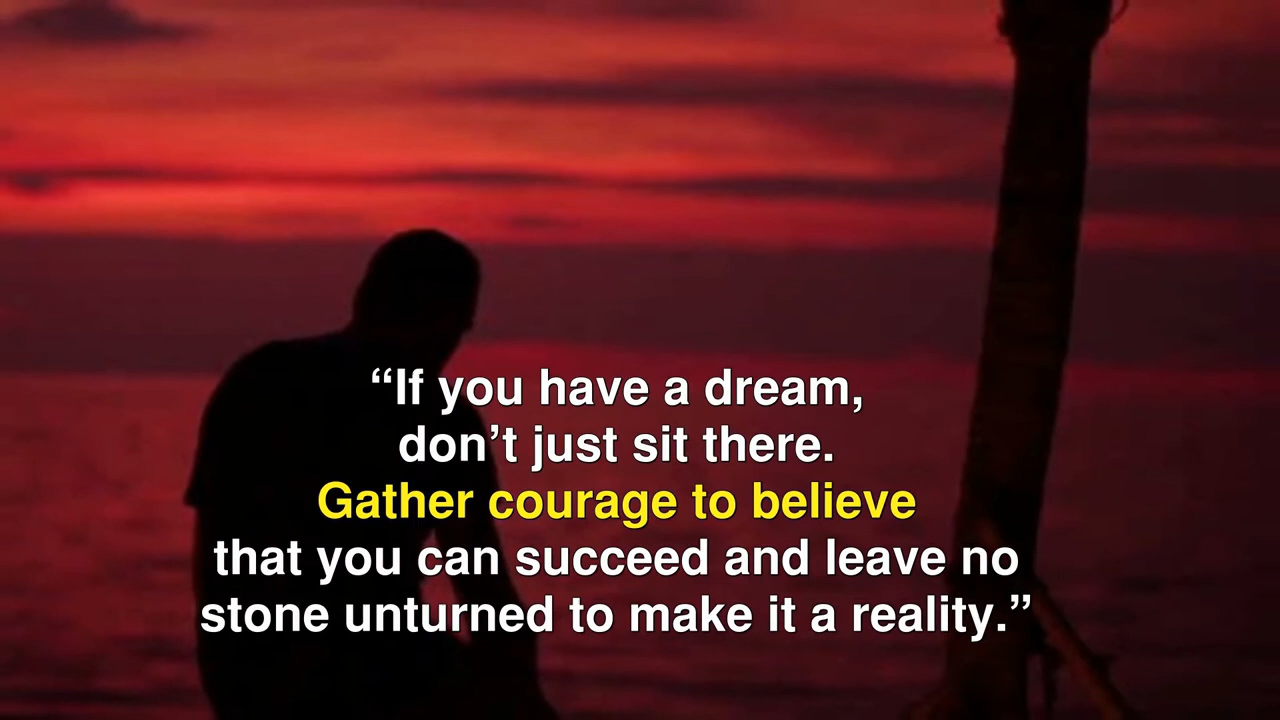 “If you have a dream,
don’t just sit there.
Gather courage to believe
that you can succeed and leave no
stone unturned to make it a reality.”